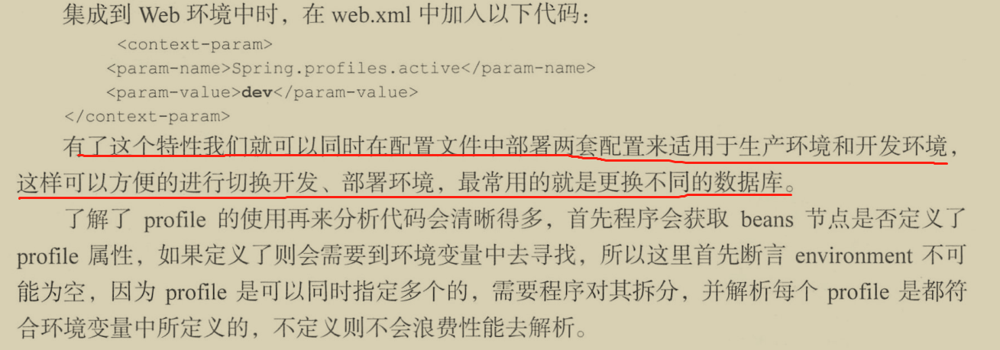 集成到 Web 环境中时，在 web.xml 中加入以下代码：
<context-param>
<param-name>Spring.profiles.active</param-name>
<param-value>dev</param-value>
</context-param>
有了这个特性我们就可以同时在配置文件中部署两套配置来适用于生产环境和开发环境，
这样可以方便的进行切换开发、部署环境，最常用的就是更换不同的数据库。
了解了 profile 的使用再来分析代码会清晰得多，首先程序会获取 beans 节点是否定义了
profile 属性，如果定义了则会需要到环境变量中去寻找，所以这里首先断言 environment 不可
能为空，因为 profile 是可以同时指定多个的，需要程序对其拆分，并解析每个 profile 是都符
合环境变量中所定义的，不定义则不会浪费性能去解析。